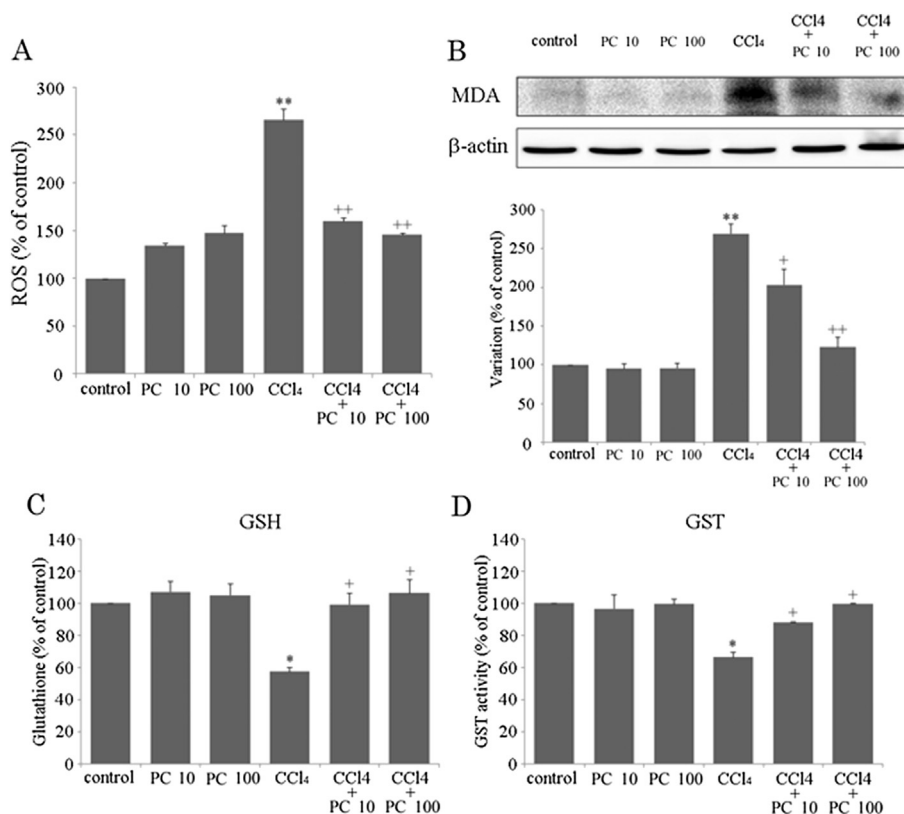 A
ROS (% of control)
300
250
200
150
100
50
0
**
++
++
control PC 10 PC 100 CCl₄ CCl4 CCl4
+ +
PC 10 PC 100
B
control PC 10 PC 100 CCl₄ CCl4 CCl4
+ +
PC 10 PC 100
MDA
β-actin
Variation (% of control)
300
250
200
150
100
50
0
**
+
++
control PC 10 PC 100 CCl₄ CCl4 CCl4
+ +
PC 10 PC 100
C
GSH
Glutathione (% of control)
140
120
100
80
60
40
20
0
*
+
+
control PC 10 PC 100 CCl₄ CCl4 CCl4
+ +
PC 10 PC 100
D
GST
GST activity (% of control)
140
120
100
80
60
40
20
0
*
+
+
control PC 10 PC 100 CCl₄ CCl4 CCl4
+ +
PC 10 PC 100